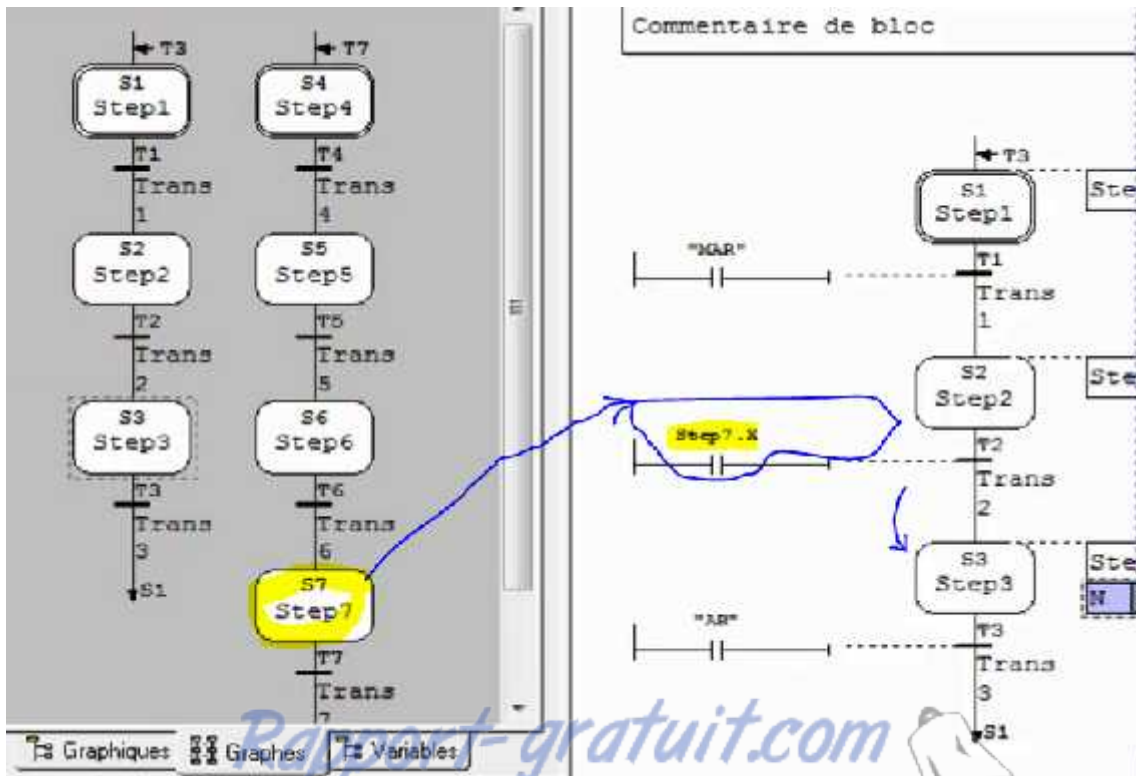 T3
S1
Step1
T1
Trans
1
S2
Step2
T2
Trans
2
S3
Step3
T3
Trans
3
S1
T7
S4
Step4
T4
Trans
4
S5
Step5
T5
Trans
5
S6
Step6
T6
Trans
6
S7
Step7
T7
Trans
7
Graphiques
Graphes
Variables
Commentaire de bloc
T3
S1
Step1
Ste
"MAR"
T1
Trans
1
S2
Step2
Ste
Step7.X
T2
Trans
2
S3
Step3
Ste
N
"AR"
T3
Trans
3
S1
Rapport-gratuit.com